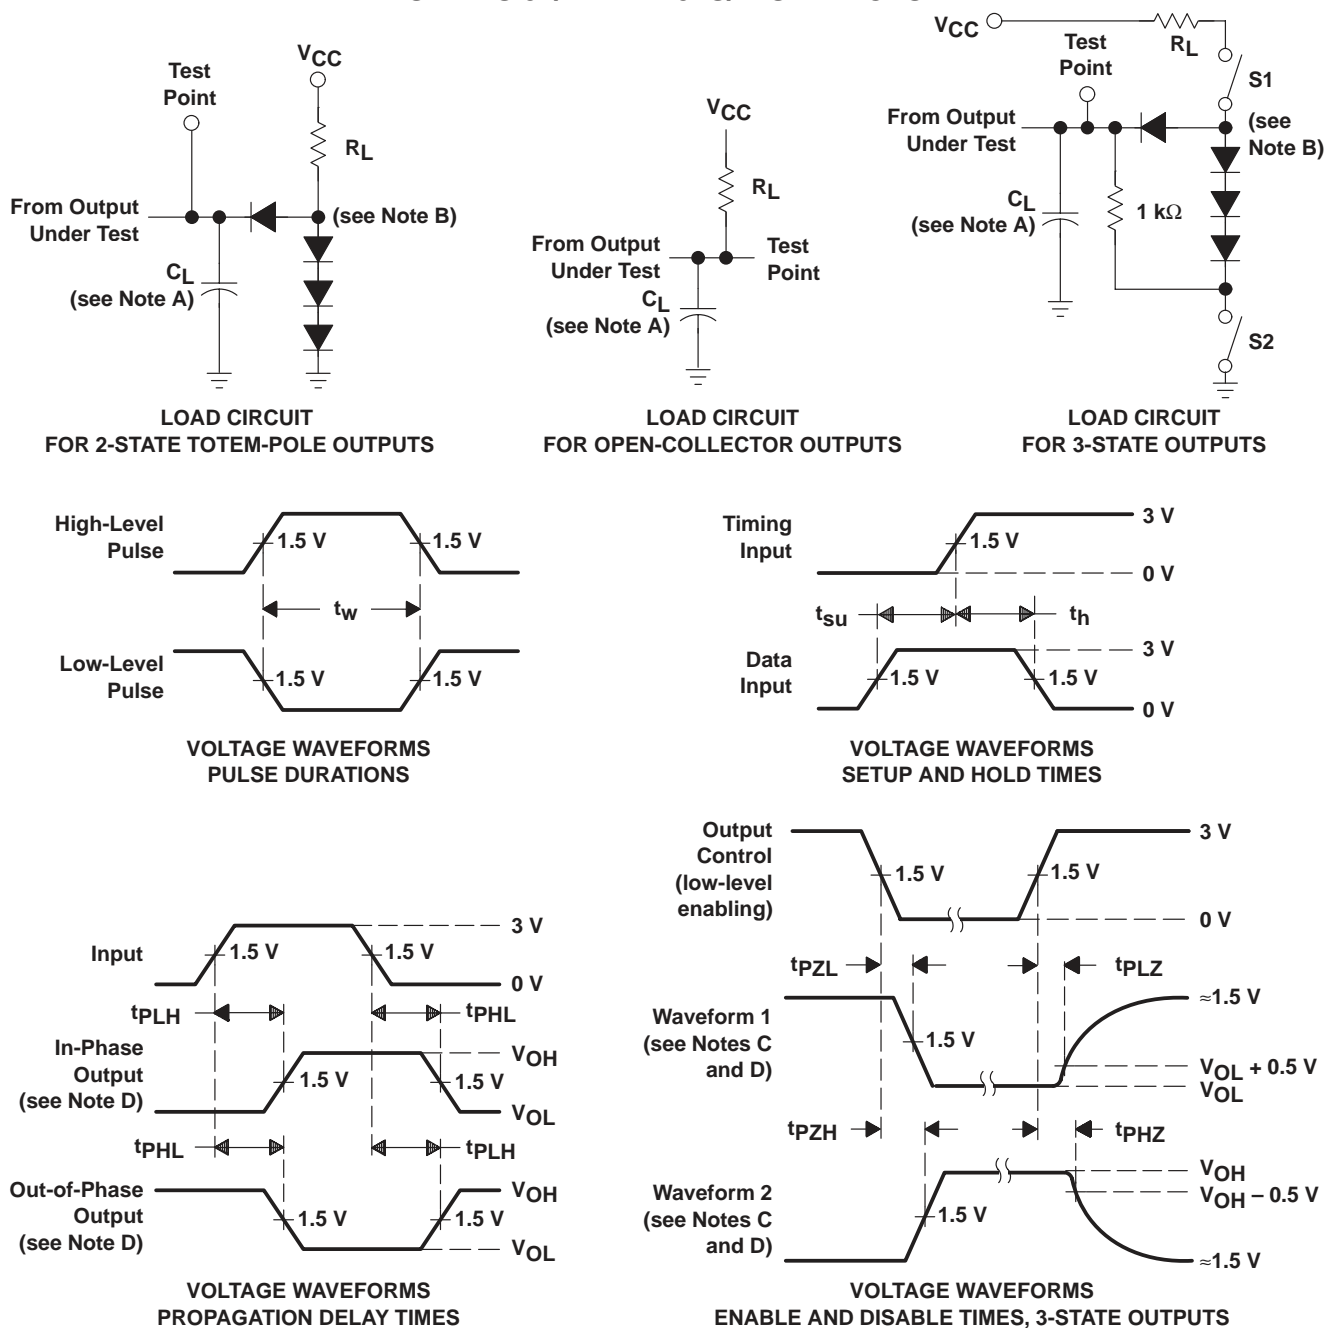 VCC
Test
Point
RL
From Output
Under Test
(see Note B)
CL
(see Note A)
LOAD CIRCUIT
FOR 2-STATE TOTEM-POLE OUTPUTS
VCC
RL
From Output
Under Test
Test
Point
CL
(see Note A)
LOAD CIRCUIT
FOR OPEN-COLLECTOR OUTPUTS
VCC
RL
Test
Point
S1
From Output
Under Test
(see
Note B)
CL
(see Note A)
1 kΩ
S2
LOAD CIRCUIT
FOR 3-STATE OUTPUTS
High-Level
Pulse
1.5 V
1.5 V
tw
Low-Level
Pulse
1.5 V
1.5 V
VOLTAGE WAVEFORMS
PULSE DURATIONS
Timing
Input
1.5 V
3 V
0 V
tsu
th
Data
Input
1.5 V
1.5 V
3 V
0 V
VOLTAGE WAVEFORMS
SETUP AND HOLD TIMES
Input
1.5 V
1.5 V
3 V
0 V
tPLH
tPHL
In-Phase
Output
(see Note D)
1.5 V
1.5 V
VOH
VOL
tPHL
tPLH
Out-of-Phase
Output
(see Note D)
1.5 V
1.5 V
VOH
VOL
VOLTAGE WAVEFORMS
PROPAGATION DELAY TIMES
Output
Control
(low-level
enabling)
1.5 V
1.5 V
3 V
0 V
tPZL
tPLZ
Waveform 1
(see Notes C
and D)
1.5 V
≈1.5 V
VOL + 0.5 V
VOL
tPZH
tPHZ
Waveform 2
(see Notes C
and D)
1.5 V
VOH
VOH – 0.5 V
≈1.5 V
VOLTAGE WAVEFORMS
ENABLE AND DISABLE TIMES, 3-STATE OUTPUTS